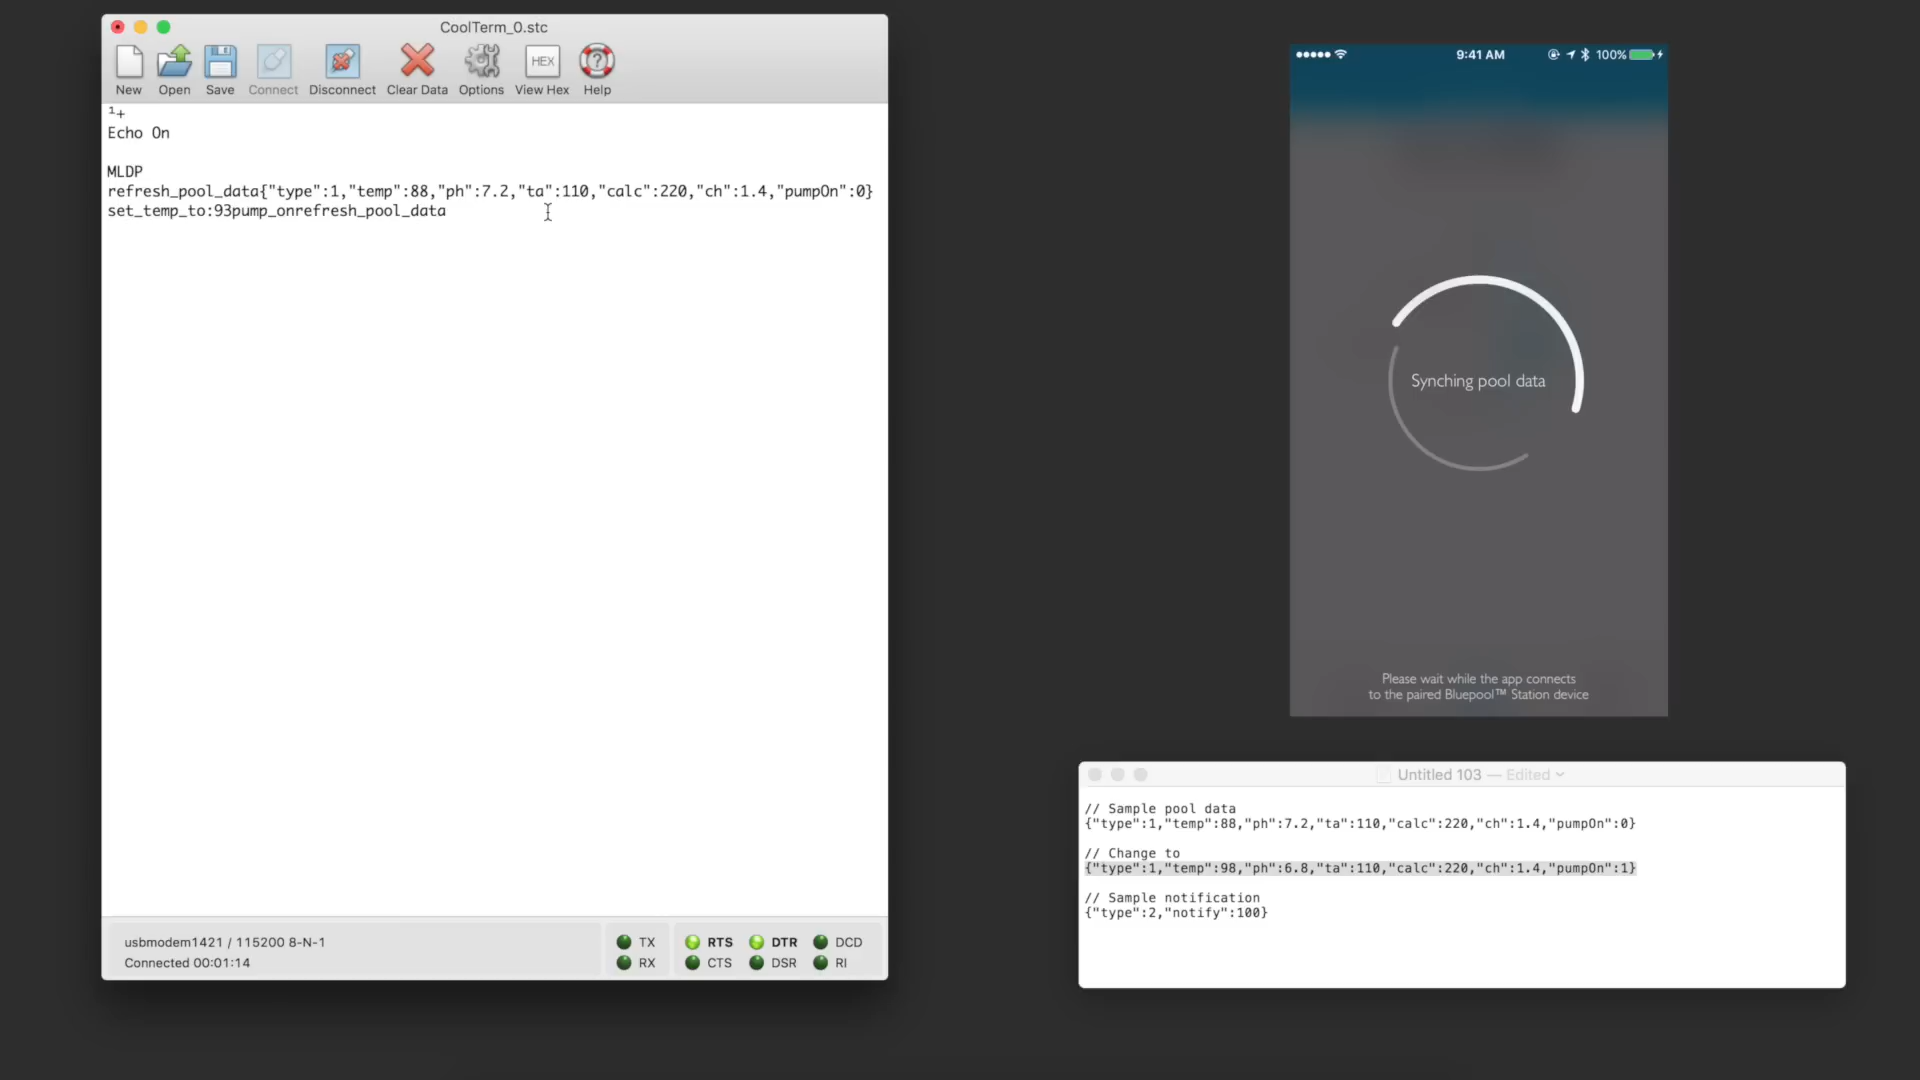 CoolTerm_0.stc
New Open Save Connect Disconnect Clear Data Options HEX View Hex Help
¹+
Echo On
MLDP
refresh_pool_data{"type":1,"temp":88,"ph":7.2,"ta":110,"calc":220,"ch":1.4,"pumpOn":0}
set_temp_to:93pump_onrefresh_pool_data
usbmodem1421 / 115200 8-N-1
Connected 00:01:14
TX RTS DTR DCD
RX CTS DSR RI
9:41 AM 100%
Synching pool data
Please wait while the app connects
to the paired Bluepool™ Station device
Untitled 103 — Edited
// Sample pool data
{"type":1,"temp":88,"ph":7.2,"ta":110,"calc":220,"ch":1.4,"pumpOn":0}
// Change to
{"type":1,"temp":98,"ph":6.8,"ta":110,"calc":220,"ch":1.4,"pumpOn":1}
// Sample notification
{"type":2,"notify":100}